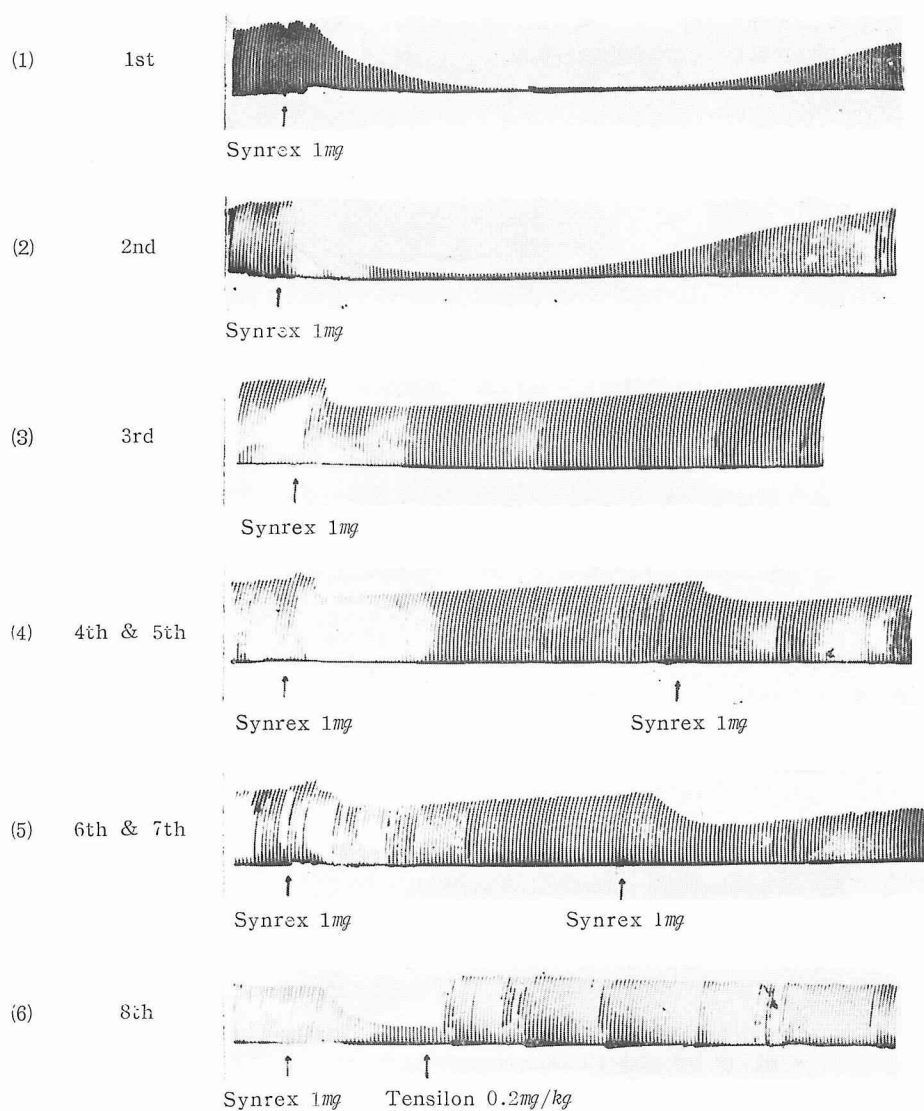 (1) 1st
Synrex 1mg
(2) 2nd
Synrex 1mg
(3) 3rd
Synrex 1mg
(4) 4th & 5th
Synrex 1mg Synrex 1mg
(5) 6th & 7th
Synrex 1mg Synrex 1mg
(6) 8th
Synrex 1mg Tensilon 0.2mg/kg